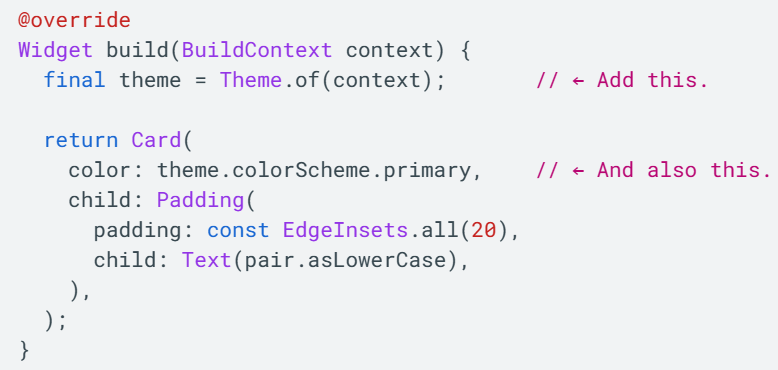 @override
Widget build(BuildContext context) {
  final theme = Theme.of(context);       // ← Add this.

  return Card(
    color: theme.colorScheme.primary,    // ← And also this.
    child: Padding(
      padding: const EdgeInsets.all(20),
      child: Text(pair.asLowerCase),
    ),
  );
}